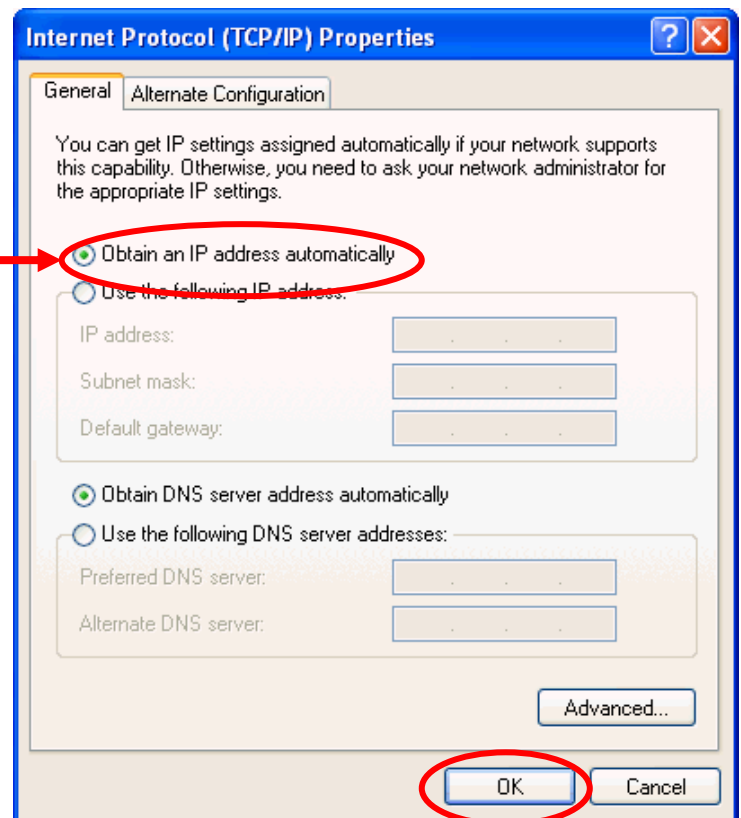 Internet Protocol (TCP/IP) Properties
General
Alternate Configuration
You can get IP settings assigned automatically if your network supports
this capability. Otherwise, you need to ask your network administrator for
the appropriate IP settings.
Obtain an IP address automatically
Use the following IP address:
IP address:
Subnet mask:
Default gateway:
Obtain DNS server address automatically
Use the following DNS server addresses:
Preferred DNS server:
Alternate DNS server:
Advanced...
OK
Cancel